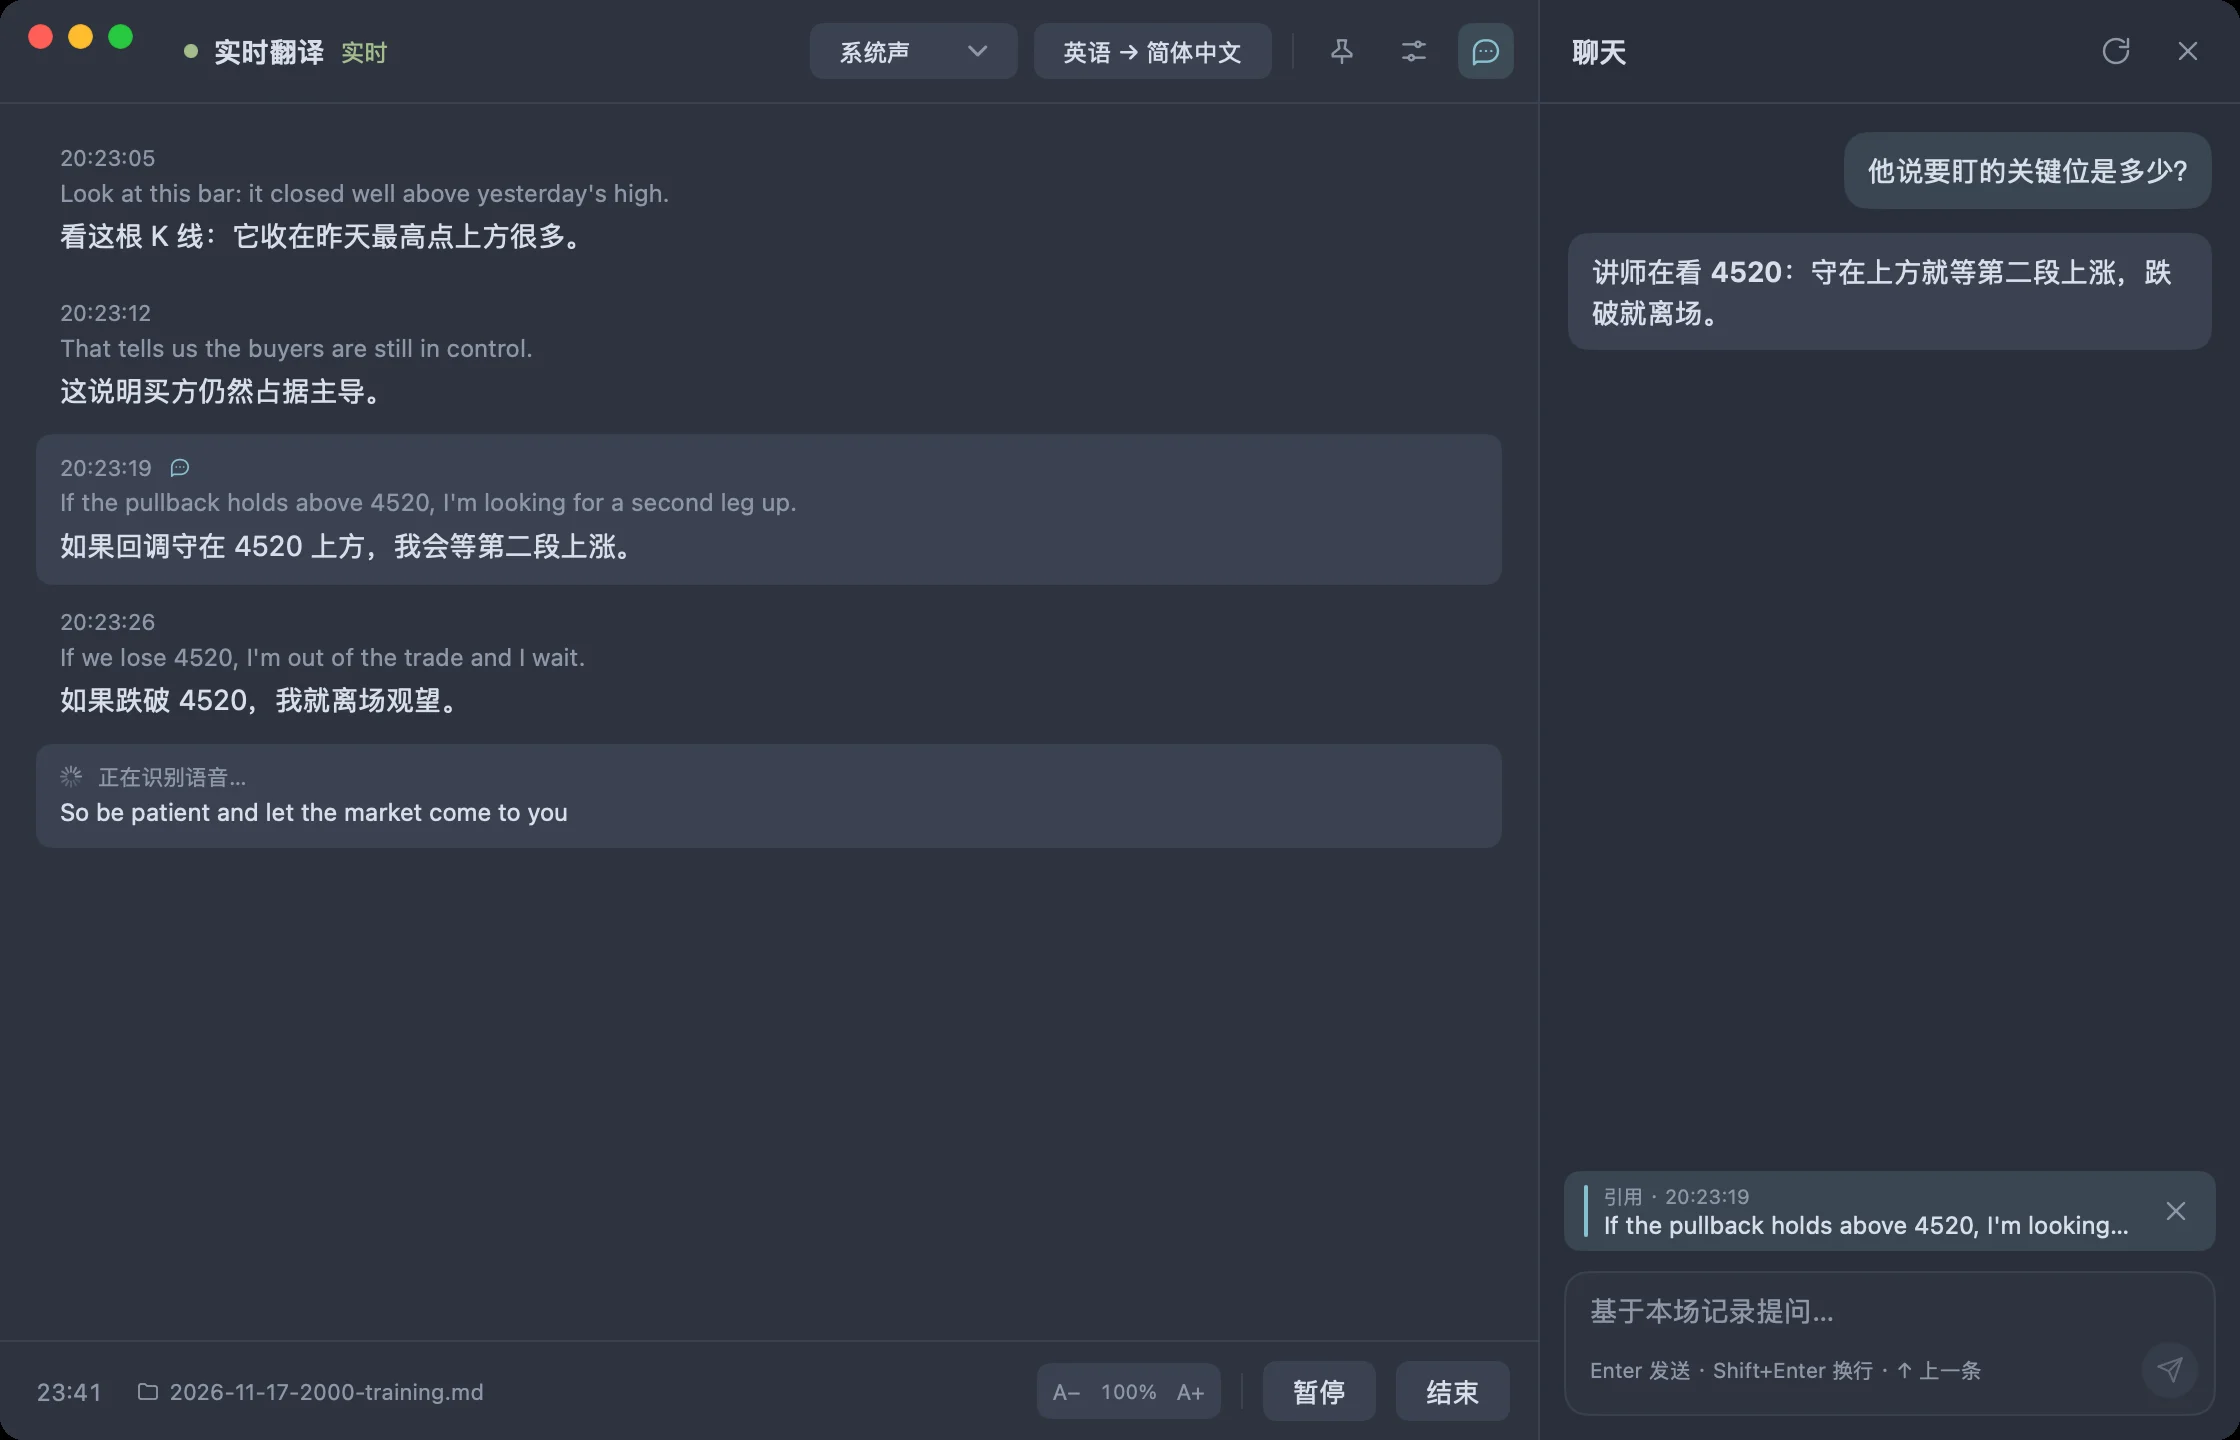 实时翻译 实时
系统声
英语 → 简体中文
20:23:05
Look at this bar: it closed well above yesterday's high.
看这根 K 线：它收在昨天最高点上方很多。
20:23:12
That tells us the buyers are still in control.
这说明买方仍然占据主导。
20:23:19
If the pullback holds above 4520, I'm looking for a second leg up.
如果回调守在 4520 上方，我会等第二段上涨。
20:23:26
If we lose 4520, I'm out of the trade and I wait.
如果跌破 4520，我就离场观望。
正在识别语音...
So be patient and let the market come to you
23:41
2026-11-17-2000-training.md
A− 100% A+
暂停
结束
聊天
他说要盯的关键位是多少?
讲师在看 4520：守在上方就等第二段上涨，跌
破就离场。
引用 · 20:23:19
If the pullback holds above 4520, I'm looking...
基于本场记录提问...
Enter 发送 · Shift+Enter 换行 · ↑ 上一条